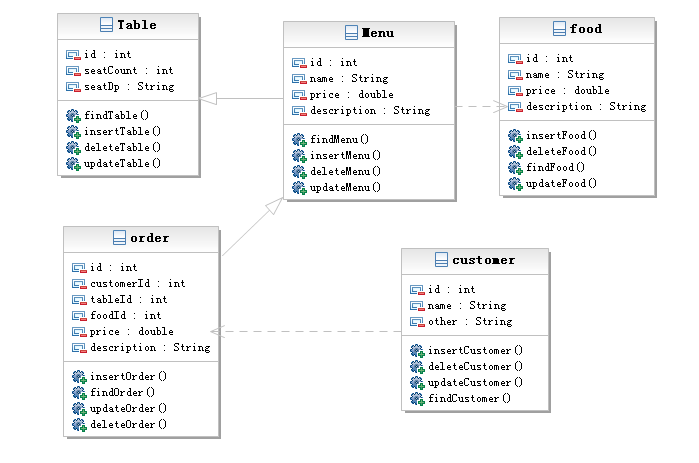 Table
id : int
seatCount : int
seatDp : String
findTable()
insertTable()
deleteTable()
updateTable()
Menu
id : int
name : String
price : double
description : String
findMenu()
insertMenu()
deleteMenu()
updateMenu()
food
id : int
name : String
price : double
description : String
insertFood()
deleteFood()
findFood()
updateFood()
order
id : int
customerId : int
tableId : int
foodId : int
price : double
description : String
insertOrder()
findOrder()
updateOrder()
deleteOrder()
customer
id : int
name : String
other : String
insertCustomer()
deleteCustomer()
updateCustomer()
findCustomer()